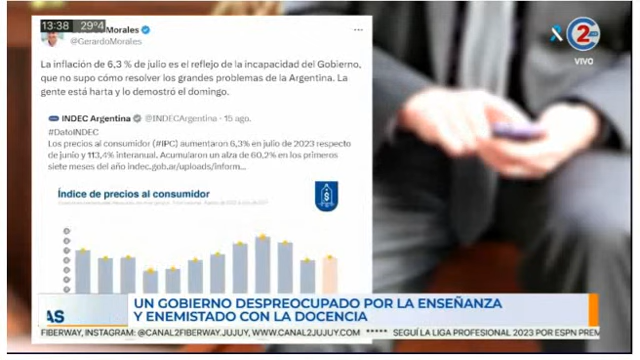 13:38 29°4
Morales
@GerardoMorales
La inflación de 6,3 % de julio es el reflejo de la incapacidad del Gobierno,
que no supo cómo resolver los grandes problemas de la Argentina. La
gente está harta y lo demostró el domingo.
INDEC Argentina @INDECArgentina · 15 ago.
#DatoINDEC
Los precios al consumidor (#IPC) aumentaron 6,3% en julio de 2023 respecto
de junio y 113,4% interanual. Acumularon un alza de 60,2% en los primeros
siete meses del año indec.gob.ar/uploads/inform...
Índice de precios al consumidor
2
VIVO
UN GOBIERNO DESPREOCUPADO POR LA ENSEÑANZA
Y ENEMISTADO CON LA DOCENCIA
AS
FIBERWAY, INSTAGRAM: @CANAL2FIBERWAY.JUJUY, WWW.CANAL2JUJUY.COM ***** SEGUÍ LA LIGA PROFESIONAL 2023 POR ESPN PREM